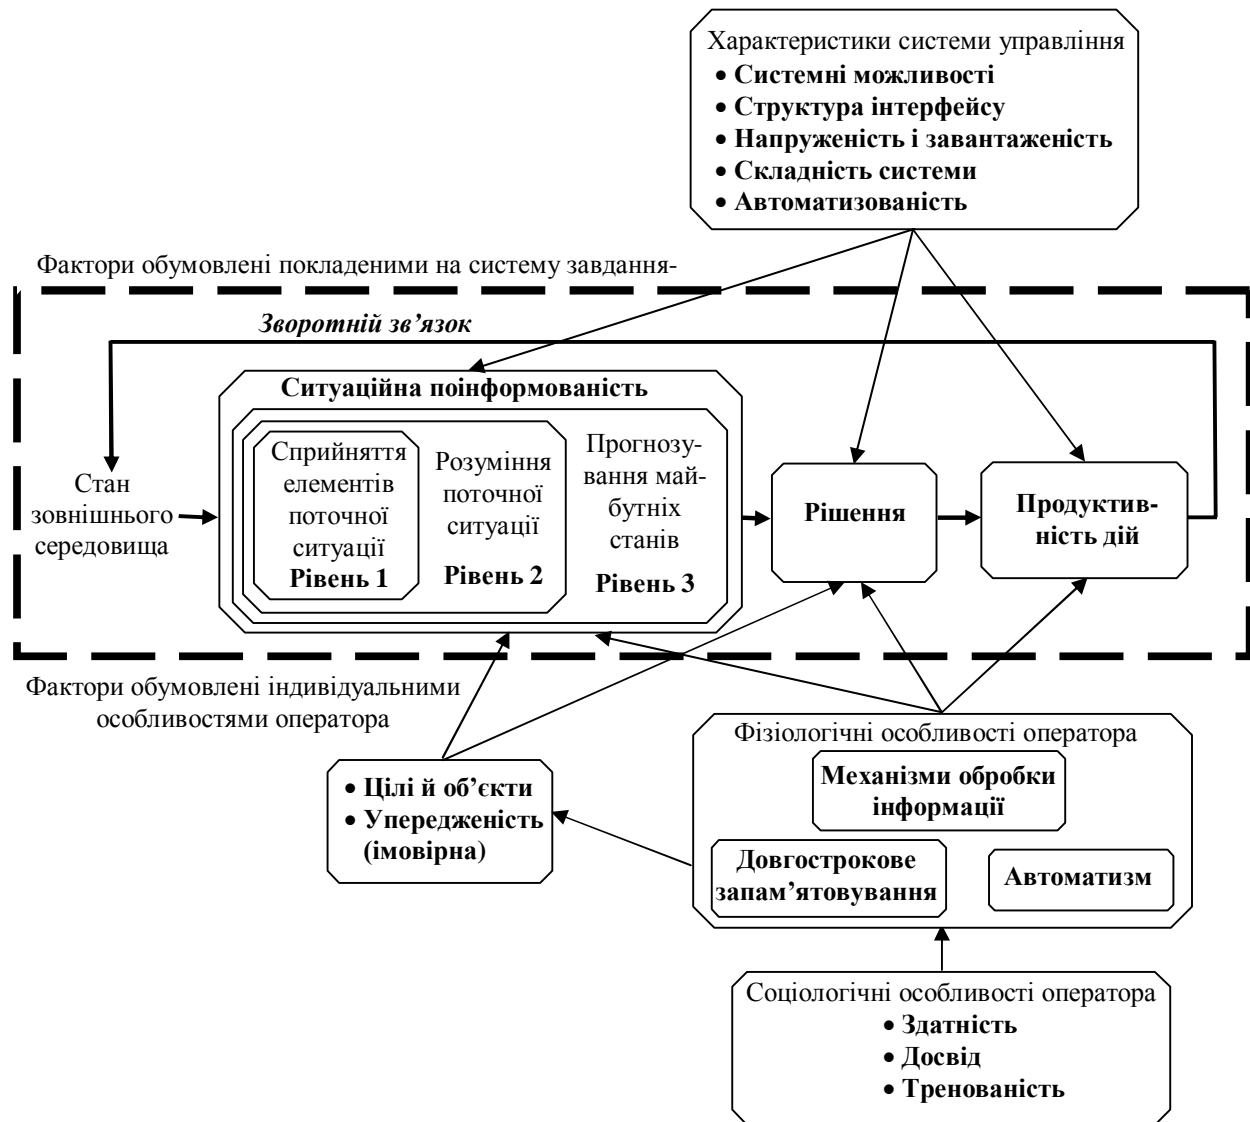 Характеристики системи управління
• Системні можливості
• Структура інтерфейсу
• Напруженість і завантаженість
• Складність системи
• Автоматизованість
Фактори обумовлені покладеними на систему завдання-
Зворотній зв’язок
Ситуаційна поінформованість
Стан
зовнішнього
середовища
Сприйняття
елементів
поточної
ситуації
Рівень 1
Розуміння
поточної
ситуації
Рівень 2
Прогнозу-
вання май-
бутніх
станів
Рівень 3
Рішення
Продуктив-
ність дій
Фактори обумовлені індивідуальними
особливостями оператора
• Цілі й об’єкти
• Упередженість
(імовірна)
Фізіологічні особливості оператора
Механізми обробки
інформації
Довгострокове
запам’ятовування
Автоматизм
Соціологічні особливості оператора
• Здатність
• Досвід
• Тренованість